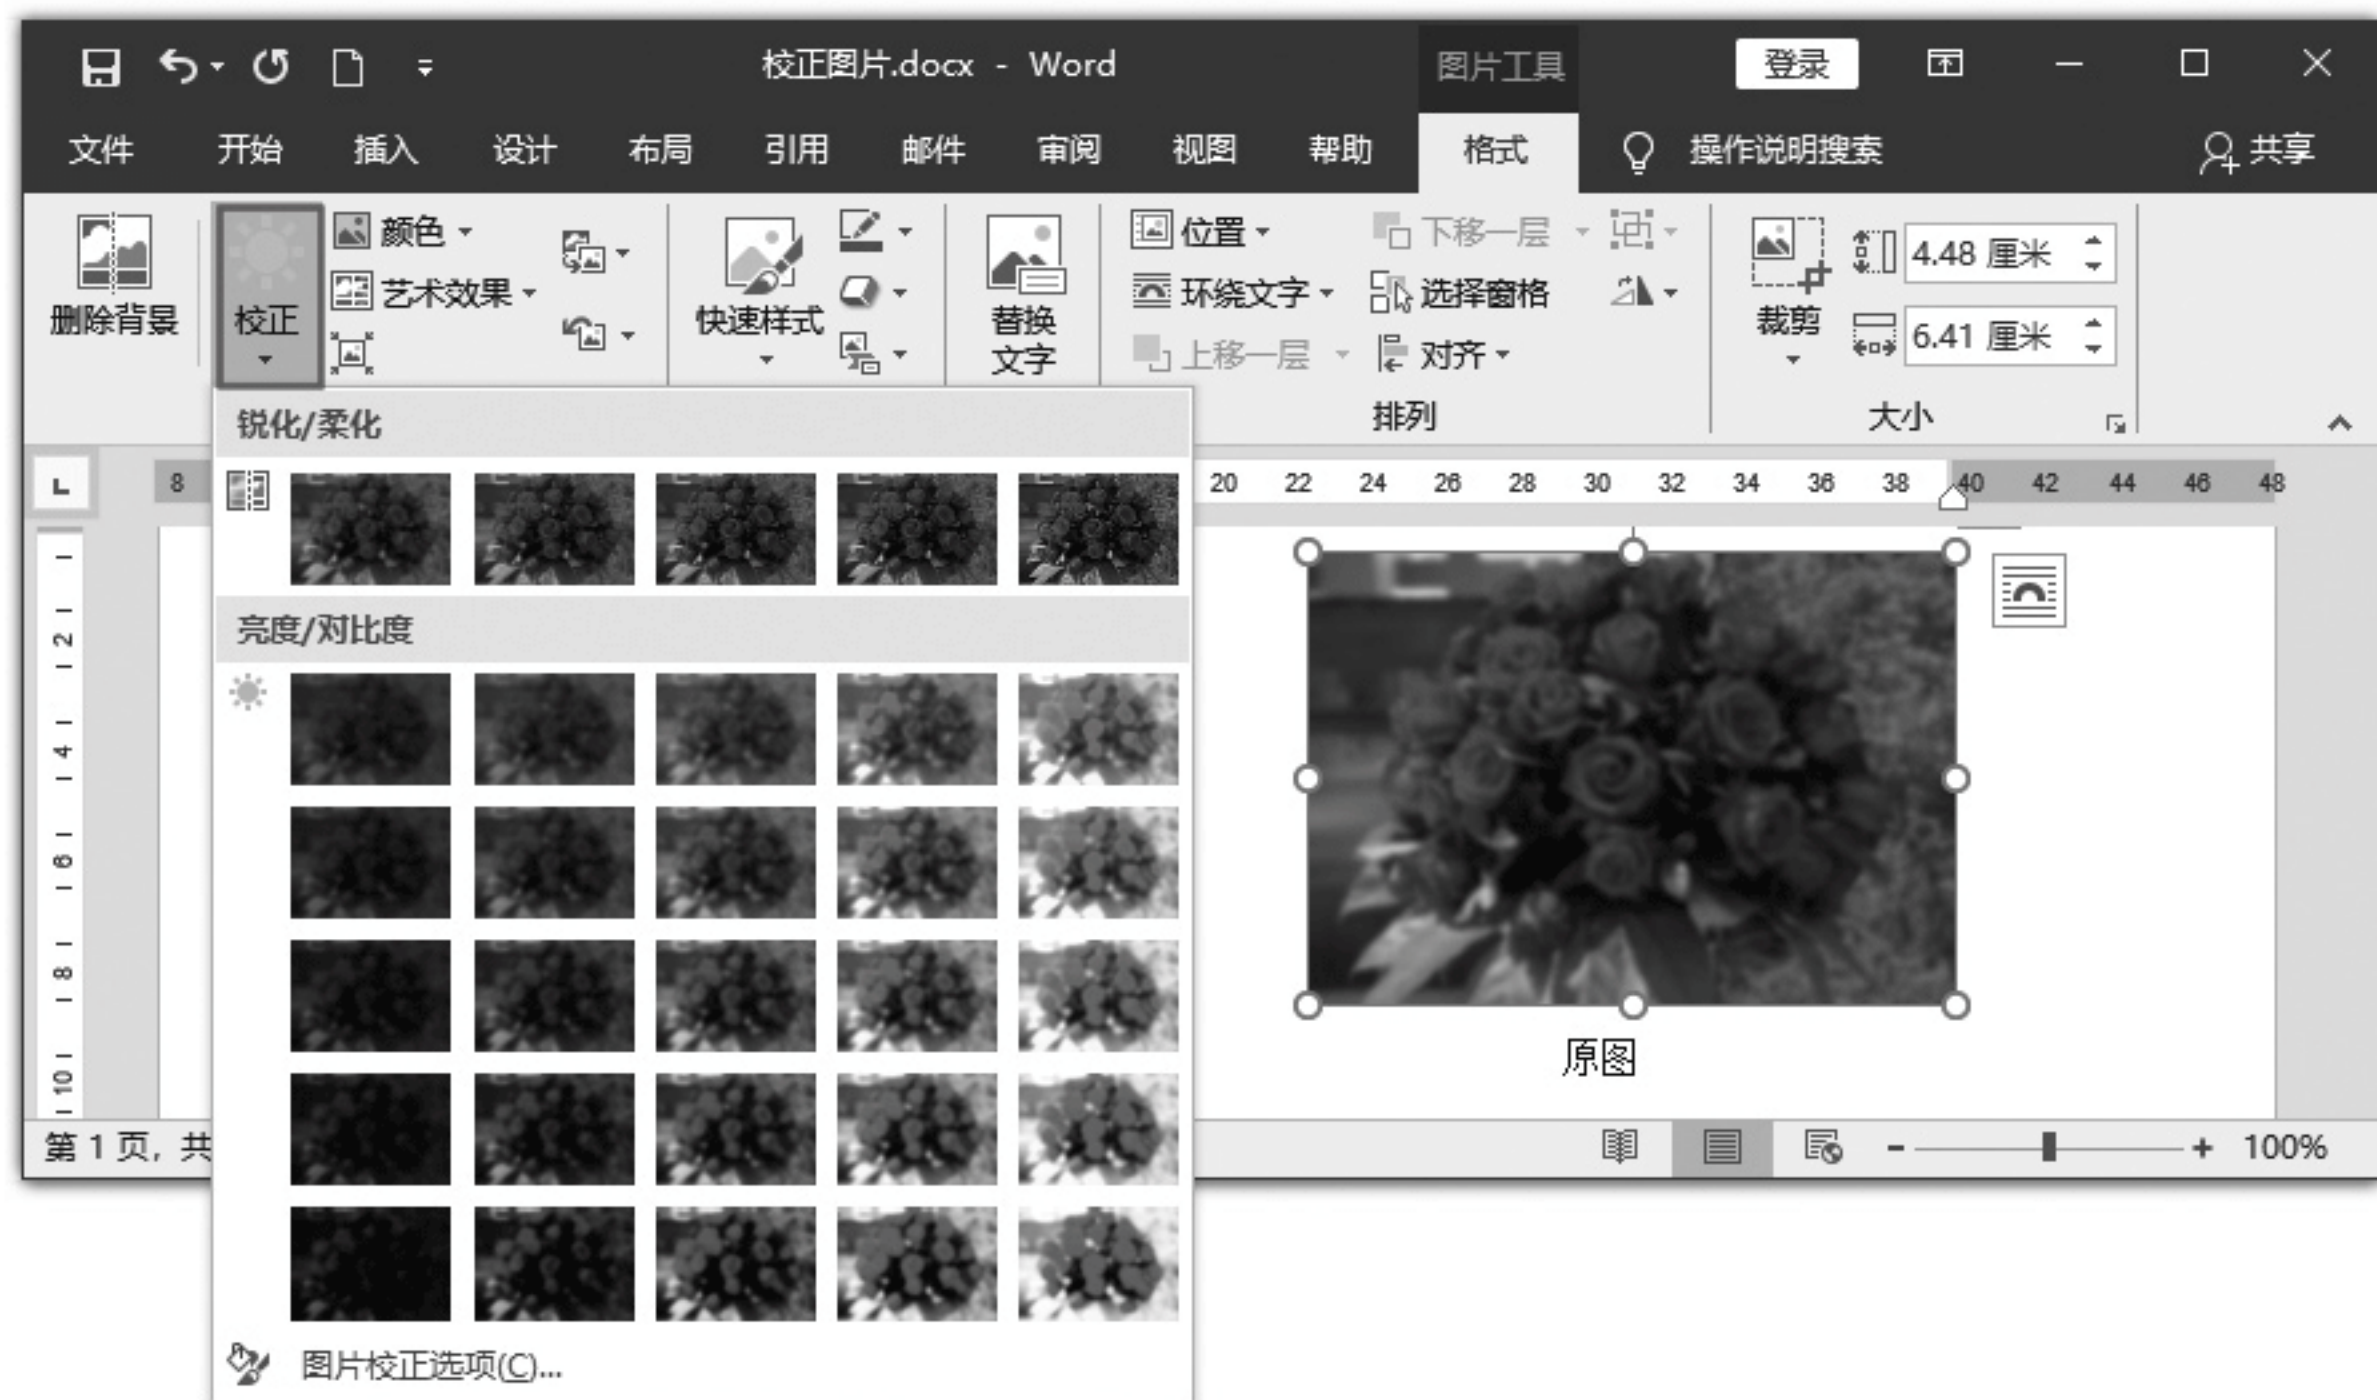 校正图片.docx - Word
图片工具
登录
文件 开始 插入 设计 布局 引用 邮件 审阅 视图 帮助 格式 操作说明搜索 共享
删除背景
校正
颜色
艺术效果
快速样式
替换
文字
位置
环绕文字
上移一层
下移一层
选择窗格
对齐
排列
裁剪
4.48 厘米
6.41 厘米
大小
锐化/柔化
亮度/对比度
图片校正选项(C)...
8
20 22 24 26 28 30 32 34 36 38 40 42 44 46 48
2
4
6
8
10
原图
第 1 页, 共
100%